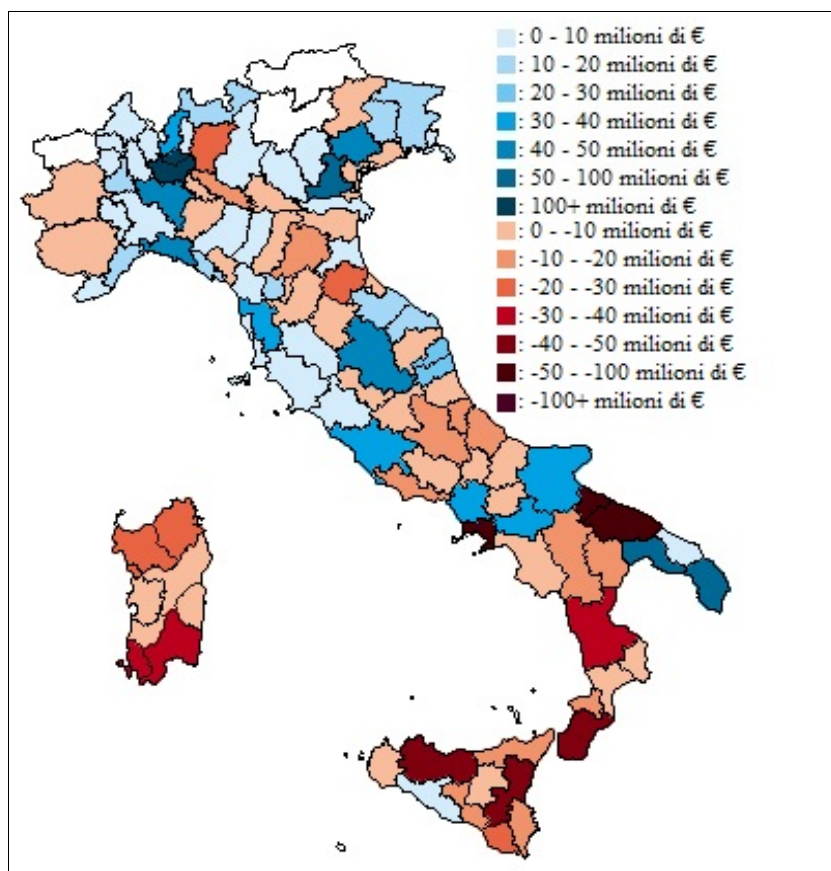 : 0 - 10 milioni di €
: 10 - 20 milioni di €
: 20 - 30 milioni di €
: 30 - 40 milioni di €
: 40 - 50 milioni di €
: 50 - 100 milioni di €
: 100+ milioni di €
: 0 - -10 milioni di €
: -10 - -20 milioni di €
: -20 - -30 milioni di €
: -30 - -40 milioni di €
: -40 - -50 milioni di €
: -50 - -100 milioni di €
: -100+ milioni di €